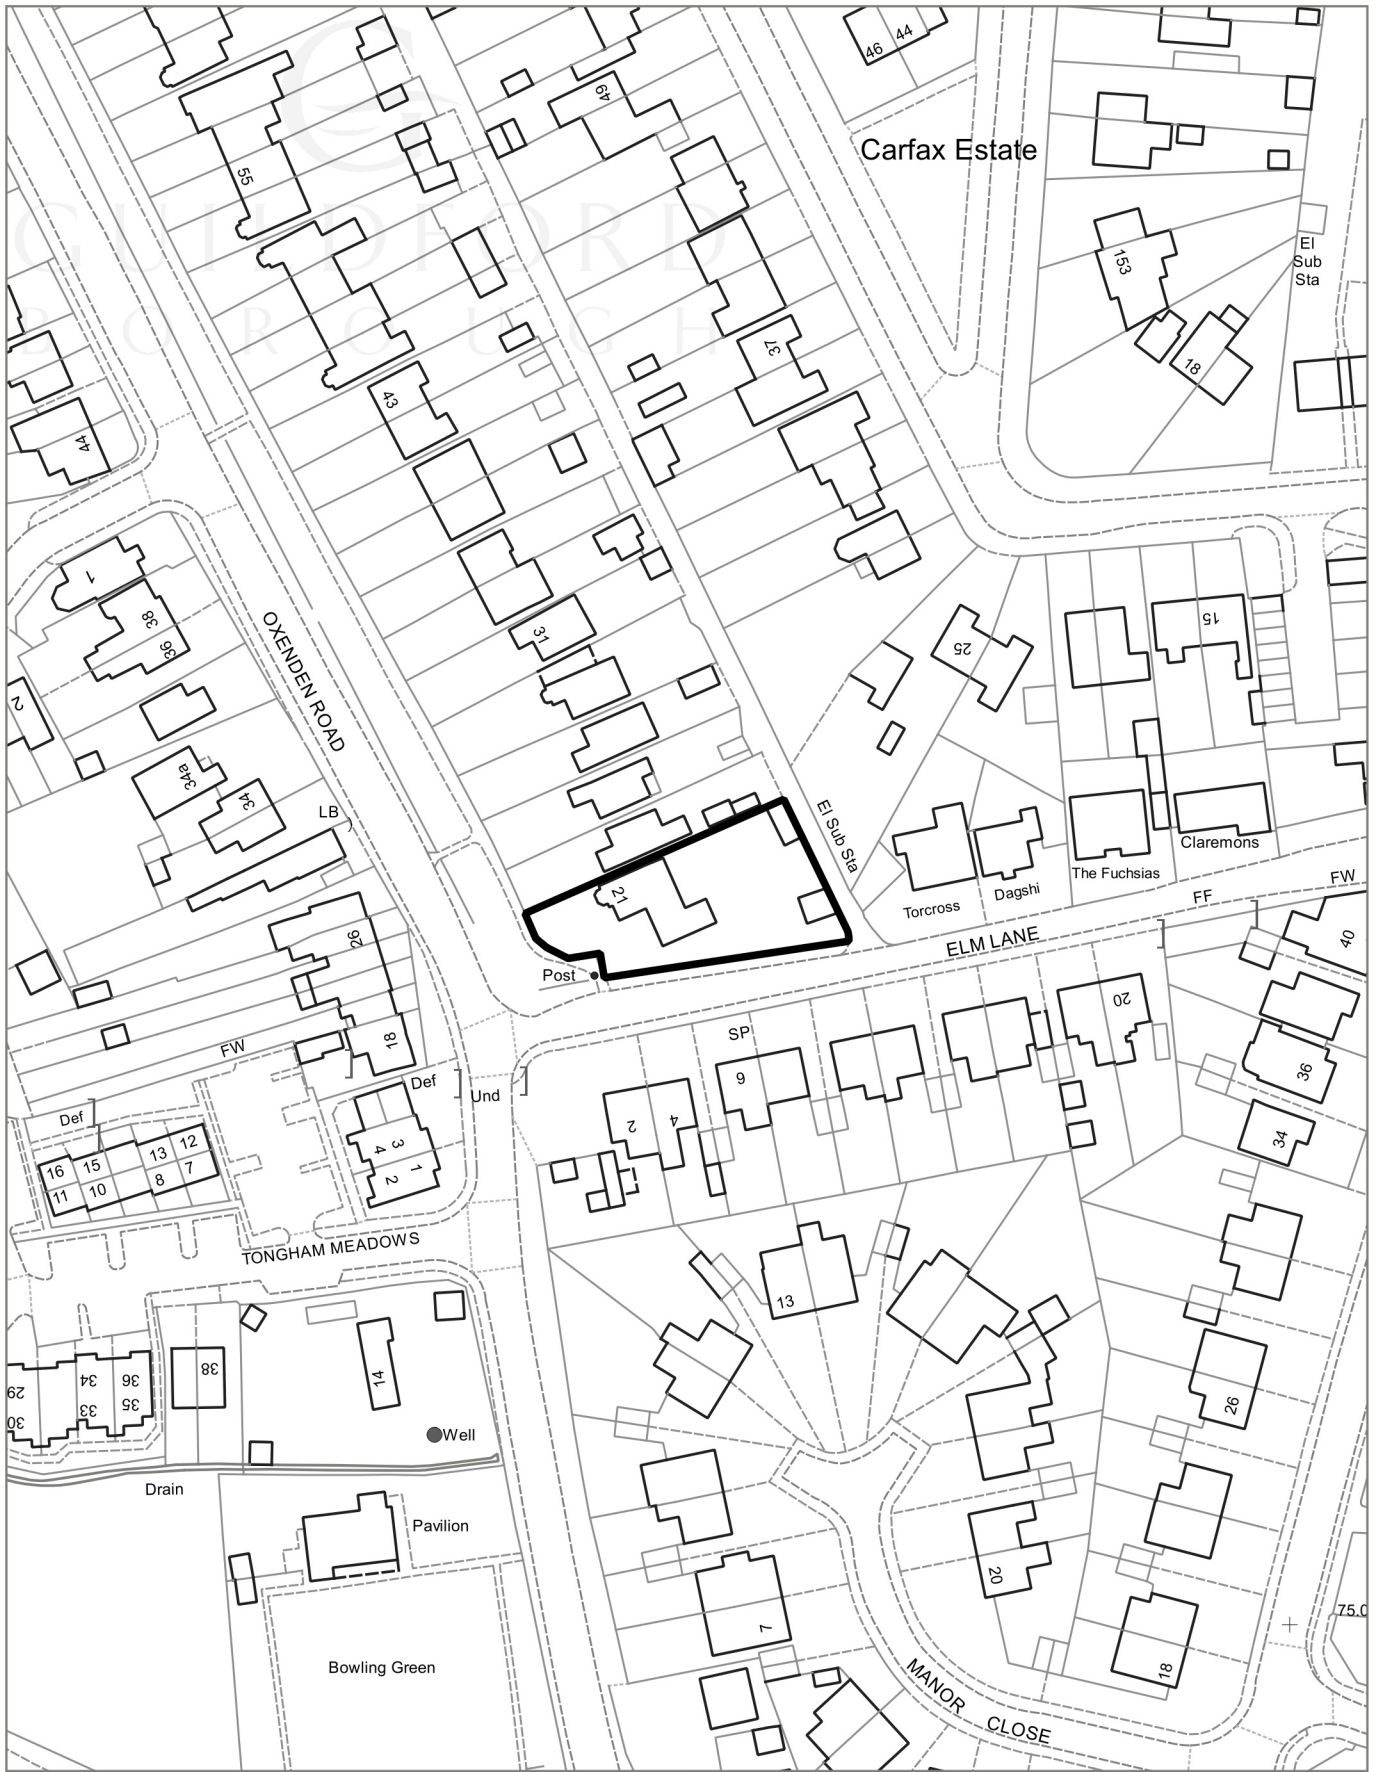 46
44
49
Carfax Estate
55
GUILDFORD
BOROUGH
El
Sub
Sta
153
18
37
43
44
1
38
36
31
25
15
OXENDEN ROAD
2
34a
34
LB
El Sub Sta
Claremons
The Fuchsias
Dagshi
Torcross
21
FW
FF
ELM LANE
40
26
Post
20
18
FW
SP
36
Def
Und
9
2
4
34
Def
16
15
13
12
11
10
8
7
4
3
2
1
TONGHAM MEADOWS
13
38
14
29
30
34
33
36
35
26
Well
Drain
Pavilion
20
7
75.0
Bowling Green
18
MANOR
CLOSE